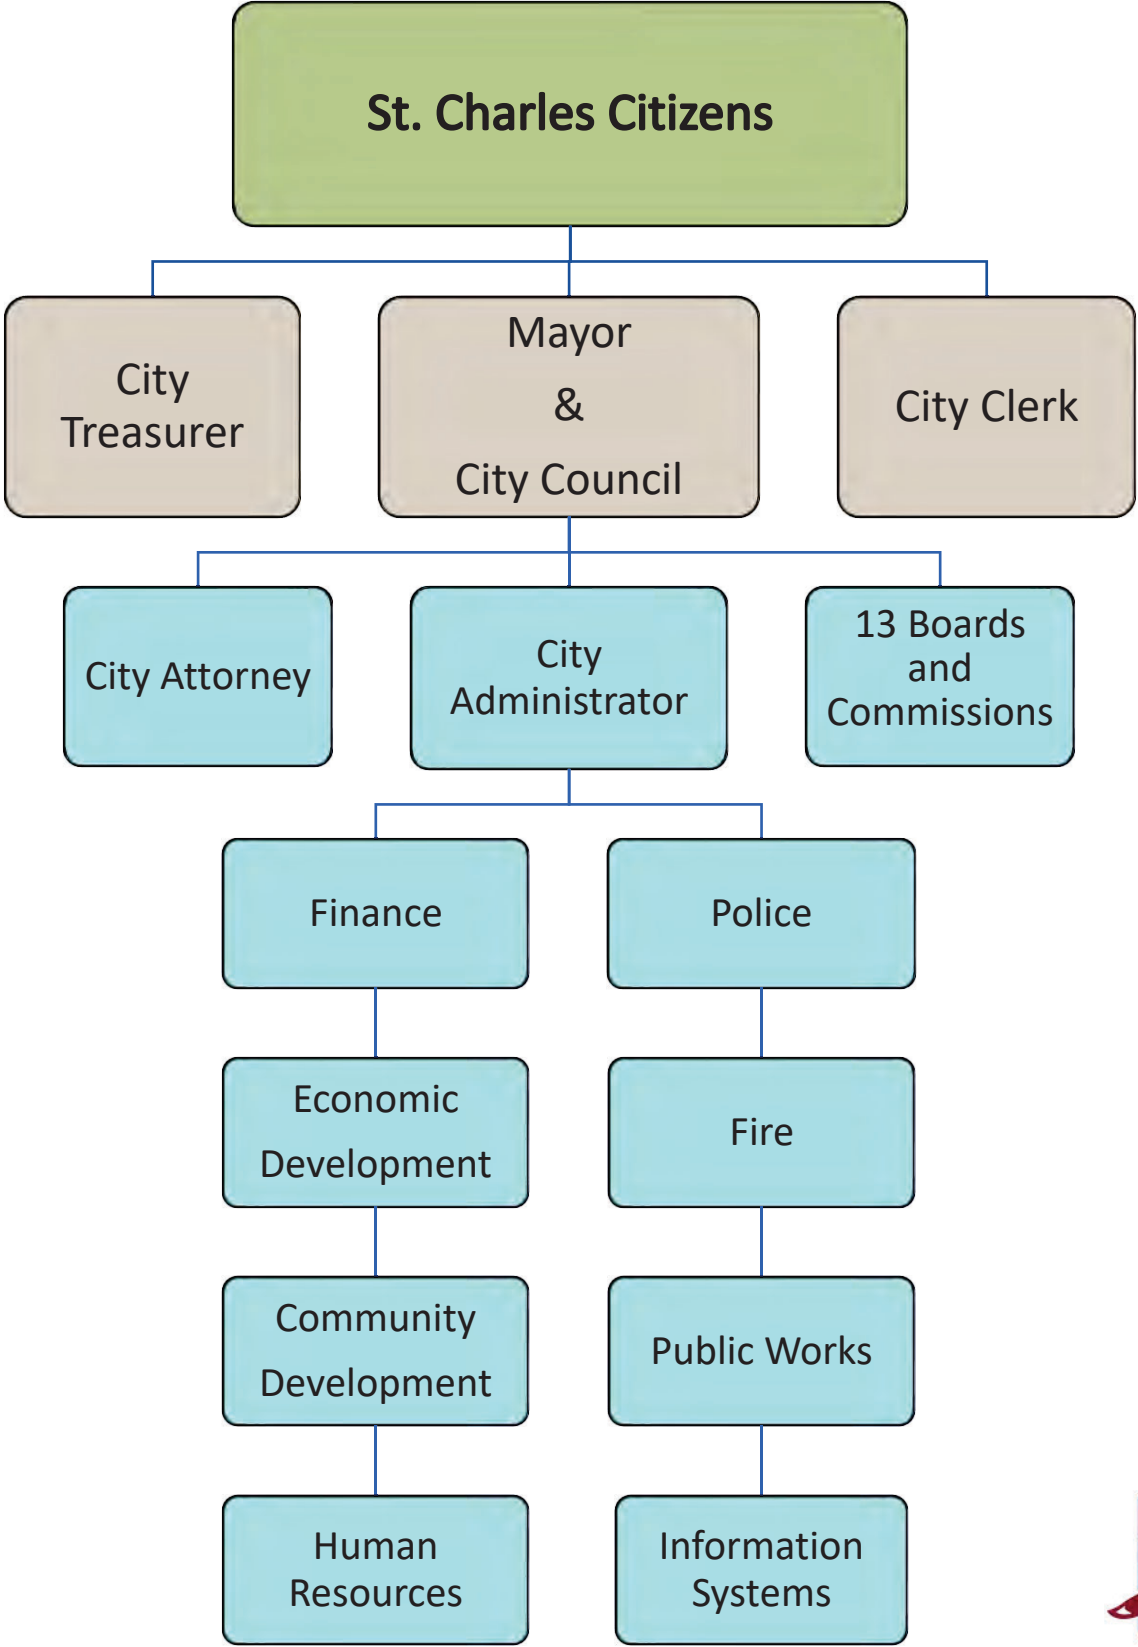 St. Charles Citizens
City
Treasurer
Mayor
&
City Council
City Clerk
City Attorney
City
Administrator
13 Boards
and
Commissions
Finance
Police
Economic
Development
Fire
Community
Development
Public Works
Human
Resources
Information
Systems